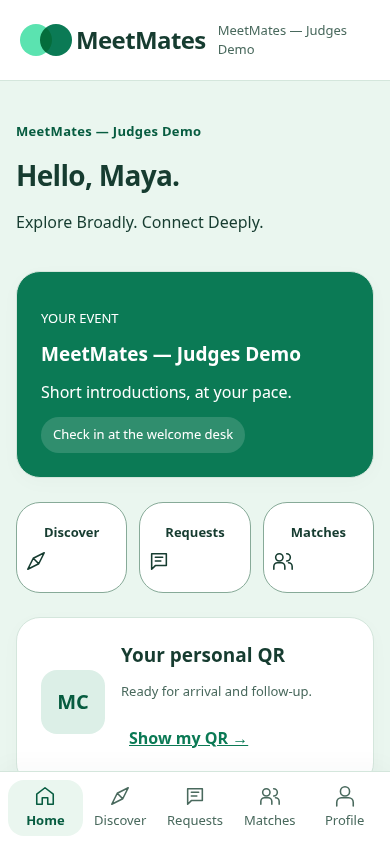 MeetMates
MeetMates — Judges
Demo
MeetMates — Judges Demo
Hello, Maya.
Explore Broadly. Connect Deeply.
YOUR EVENT
MeetMates — Judges Demo
Short introductions, at your pace.
Check in at the welcome desk
Discover
Requests
Matches
MC
Your personal QR
Ready for arrival and follow-up.
Show my QR →
Home
Discover
Requests
Matches
Profile